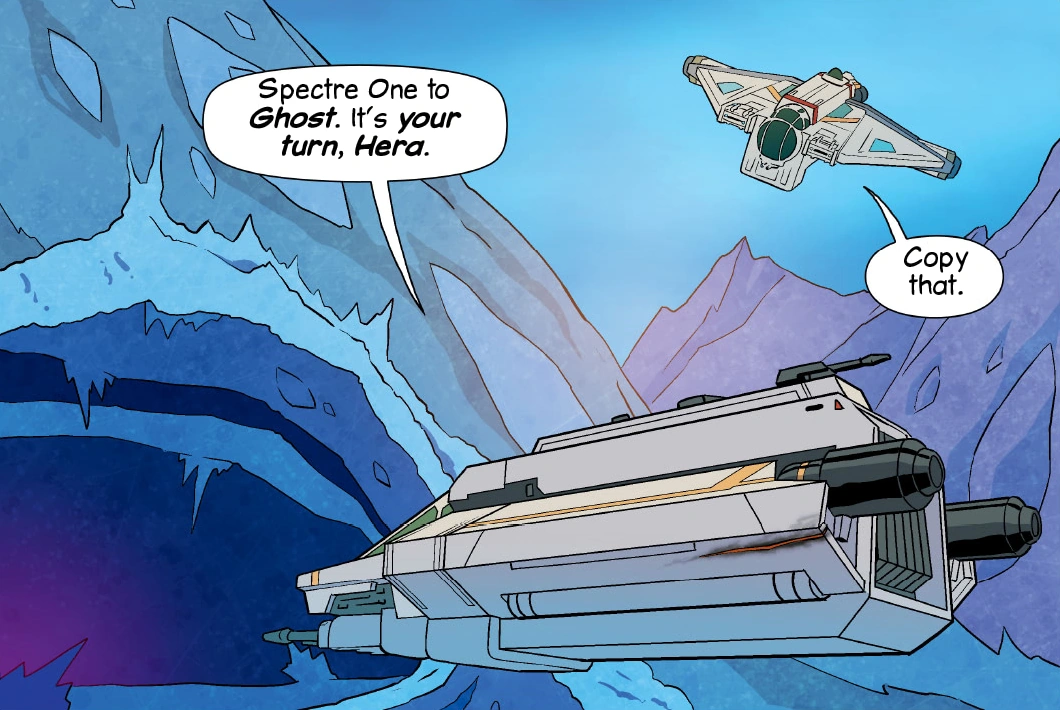 Spectre One to
Ghost. It's your
turn, Hera.
Copy
that.